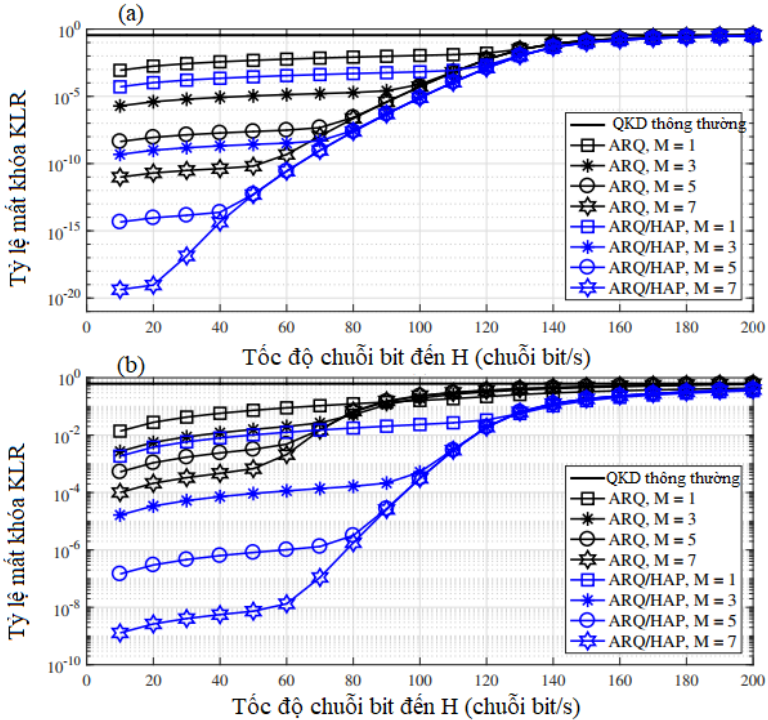 (a)
10^0
10^-5
10^-10
10^-15
10^-20
Tỷ lệ mất khóa KLR
QKD thông thường
ARQ, M = 1
ARQ, M = 3
ARQ, M = 5
ARQ, M = 7
ARQ/HAP, M = 1
ARQ/HAP, M = 3
ARQ/HAP, M = 5
ARQ/HAP, M = 7
0 20 40 60 80 100 120 140 160 180 200
Tốc độ chuỗi bit đến H (chuỗi bit/s)
(b)
10^0
10^-2
10^-4
10^-6
10^-8
10^-10
Tỷ lệ mất khóa KLR
QKD thông thường
ARQ, M = 1
ARQ, M = 3
ARQ, M = 5
ARQ, M = 7
ARQ/HAP, M = 1
ARQ/HAP, M = 3
ARQ/HAP, M = 5
ARQ/HAP, M = 7
0 20 40 60 80 100 120 140 160 180 200
Tốc độ chuỗi bit đến H (chuỗi bit/s)